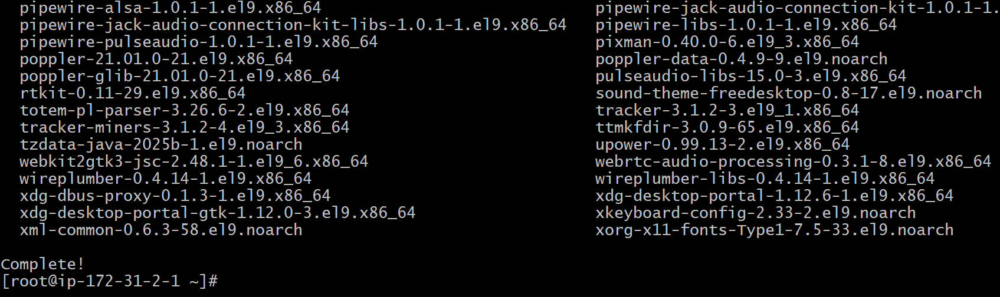 pipewire-alsa-1.0.1-1.el9.x86_64 pipewire-jack-audio-connection-kit-1.0.1-1.
pipewire-jack-audio-connection-kit-libs-1.0.1-1.el9.x86_64 pipewire-libs-1.0.1-1.el9.x86_64
pipewire-pulseaudio-1.0.1-1.el9.x86_64 pixman-0.40.0-6.el9_3.x86_64
poppler-21.01.0-21.el9.x86_64 poppler-data-0.4.9-9.el9.noarch
poppler-glib-21.01.0-21.el9.x86_64 pulseaudio-libs-15.0-3.el9.x86_64
rtkit-0.11-29.el9.x86_64 sound-theme-freedesktop-0.8-17.el9.noarch
totem-pl-parser-3.26.6-2.el9.x86_64 tracker-3.1.2-3.el9_1.x86_64
tracker-miners-3.1.2-4.el9_3.x86_64 ttmkfdir-3.0.9-65.el9.x86_64
tzdata-java-2025b-1.el9.noarch upower-0.99.13-2.el9.x86_64
webkit2gtk3-jsc-2.48.1-1.el9_6.x86_64 webrtc-audio-processing-0.3.1-8.el9.x86_64
wireplumber-0.4.14-1.el9.x86_64 wireplumber-libs-0.4.14-1.el9.x86_64
xdg-dbus-proxy-0.1.3-1.el9.x86_64 xdg-desktop-portal-1.12.6-1.el9.x86_64
xdg-desktop-portal-gtk-1.12.0-3.el9.x86_64 xkeyboard-config-2.33-2.el9.noarch
xml-common-0.6.3-58.el9.noarch xorg-x11-fonts-Type1-7.5-33.el9.noarch
Complete!
[root@ip-172-31-2-1 ~]#